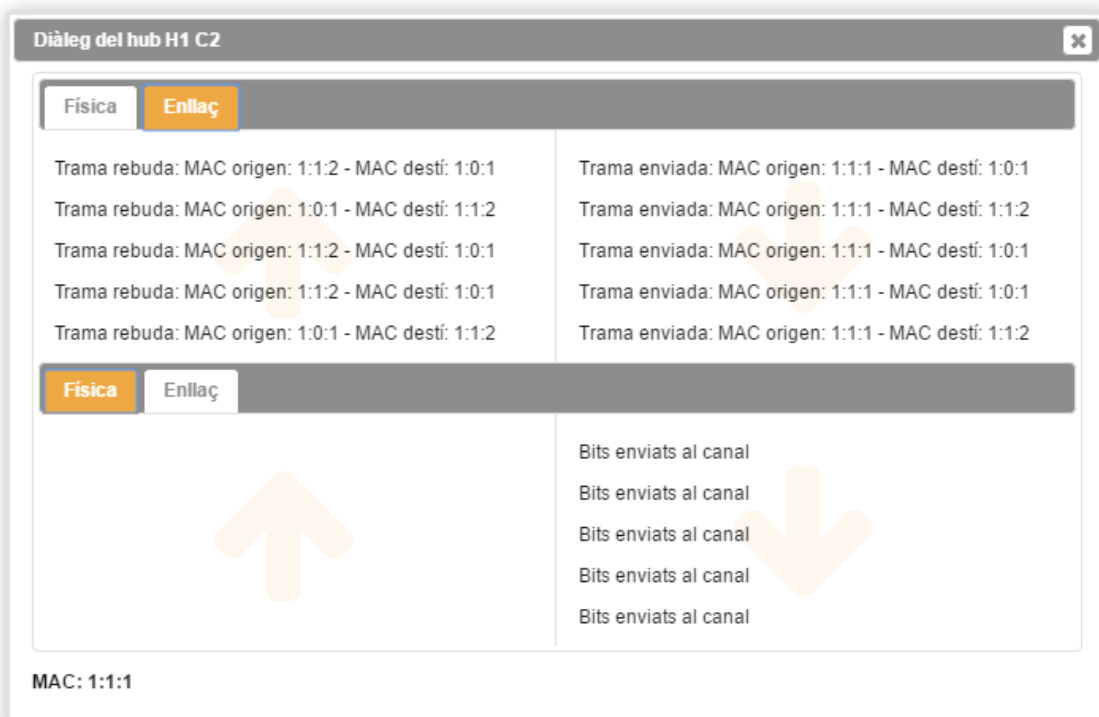 Diàleg del hub H1 C2
Física Enllaç
Trama rebuda: MAC origen: 1:1:2 - MAC destí: 1:0:1
Trama rebuda: MAC origen: 1:0:1 - MAC destí: 1:1:2
Trama rebuda: MAC origen: 1:1:2 - MAC destí: 1:0:1
Trama rebuda: MAC origen: 1:1:2 - MAC destí: 1:0:1
Trama rebuda: MAC origen: 1:0:1 - MAC destí: 1:1:2
Trama enviada: MAC origen: 1:1:1 - MAC destí: 1:0:1
Trama enviada: MAC origen: 1:1:1 - MAC destí: 1:1:2
Trama enviada: MAC origen: 1:1:1 - MAC destí: 1:0:1
Trama enviada: MAC origen: 1:1:1 - MAC destí: 1:0:1
Trama enviada: MAC origen: 1:1:1 - MAC destí: 1:1:2
Física Enllaç
Bits enviats al canal
Bits enviats al canal
Bits enviats al canal
Bits enviats al canal
Bits enviats al canal
MAC: 1:1:1